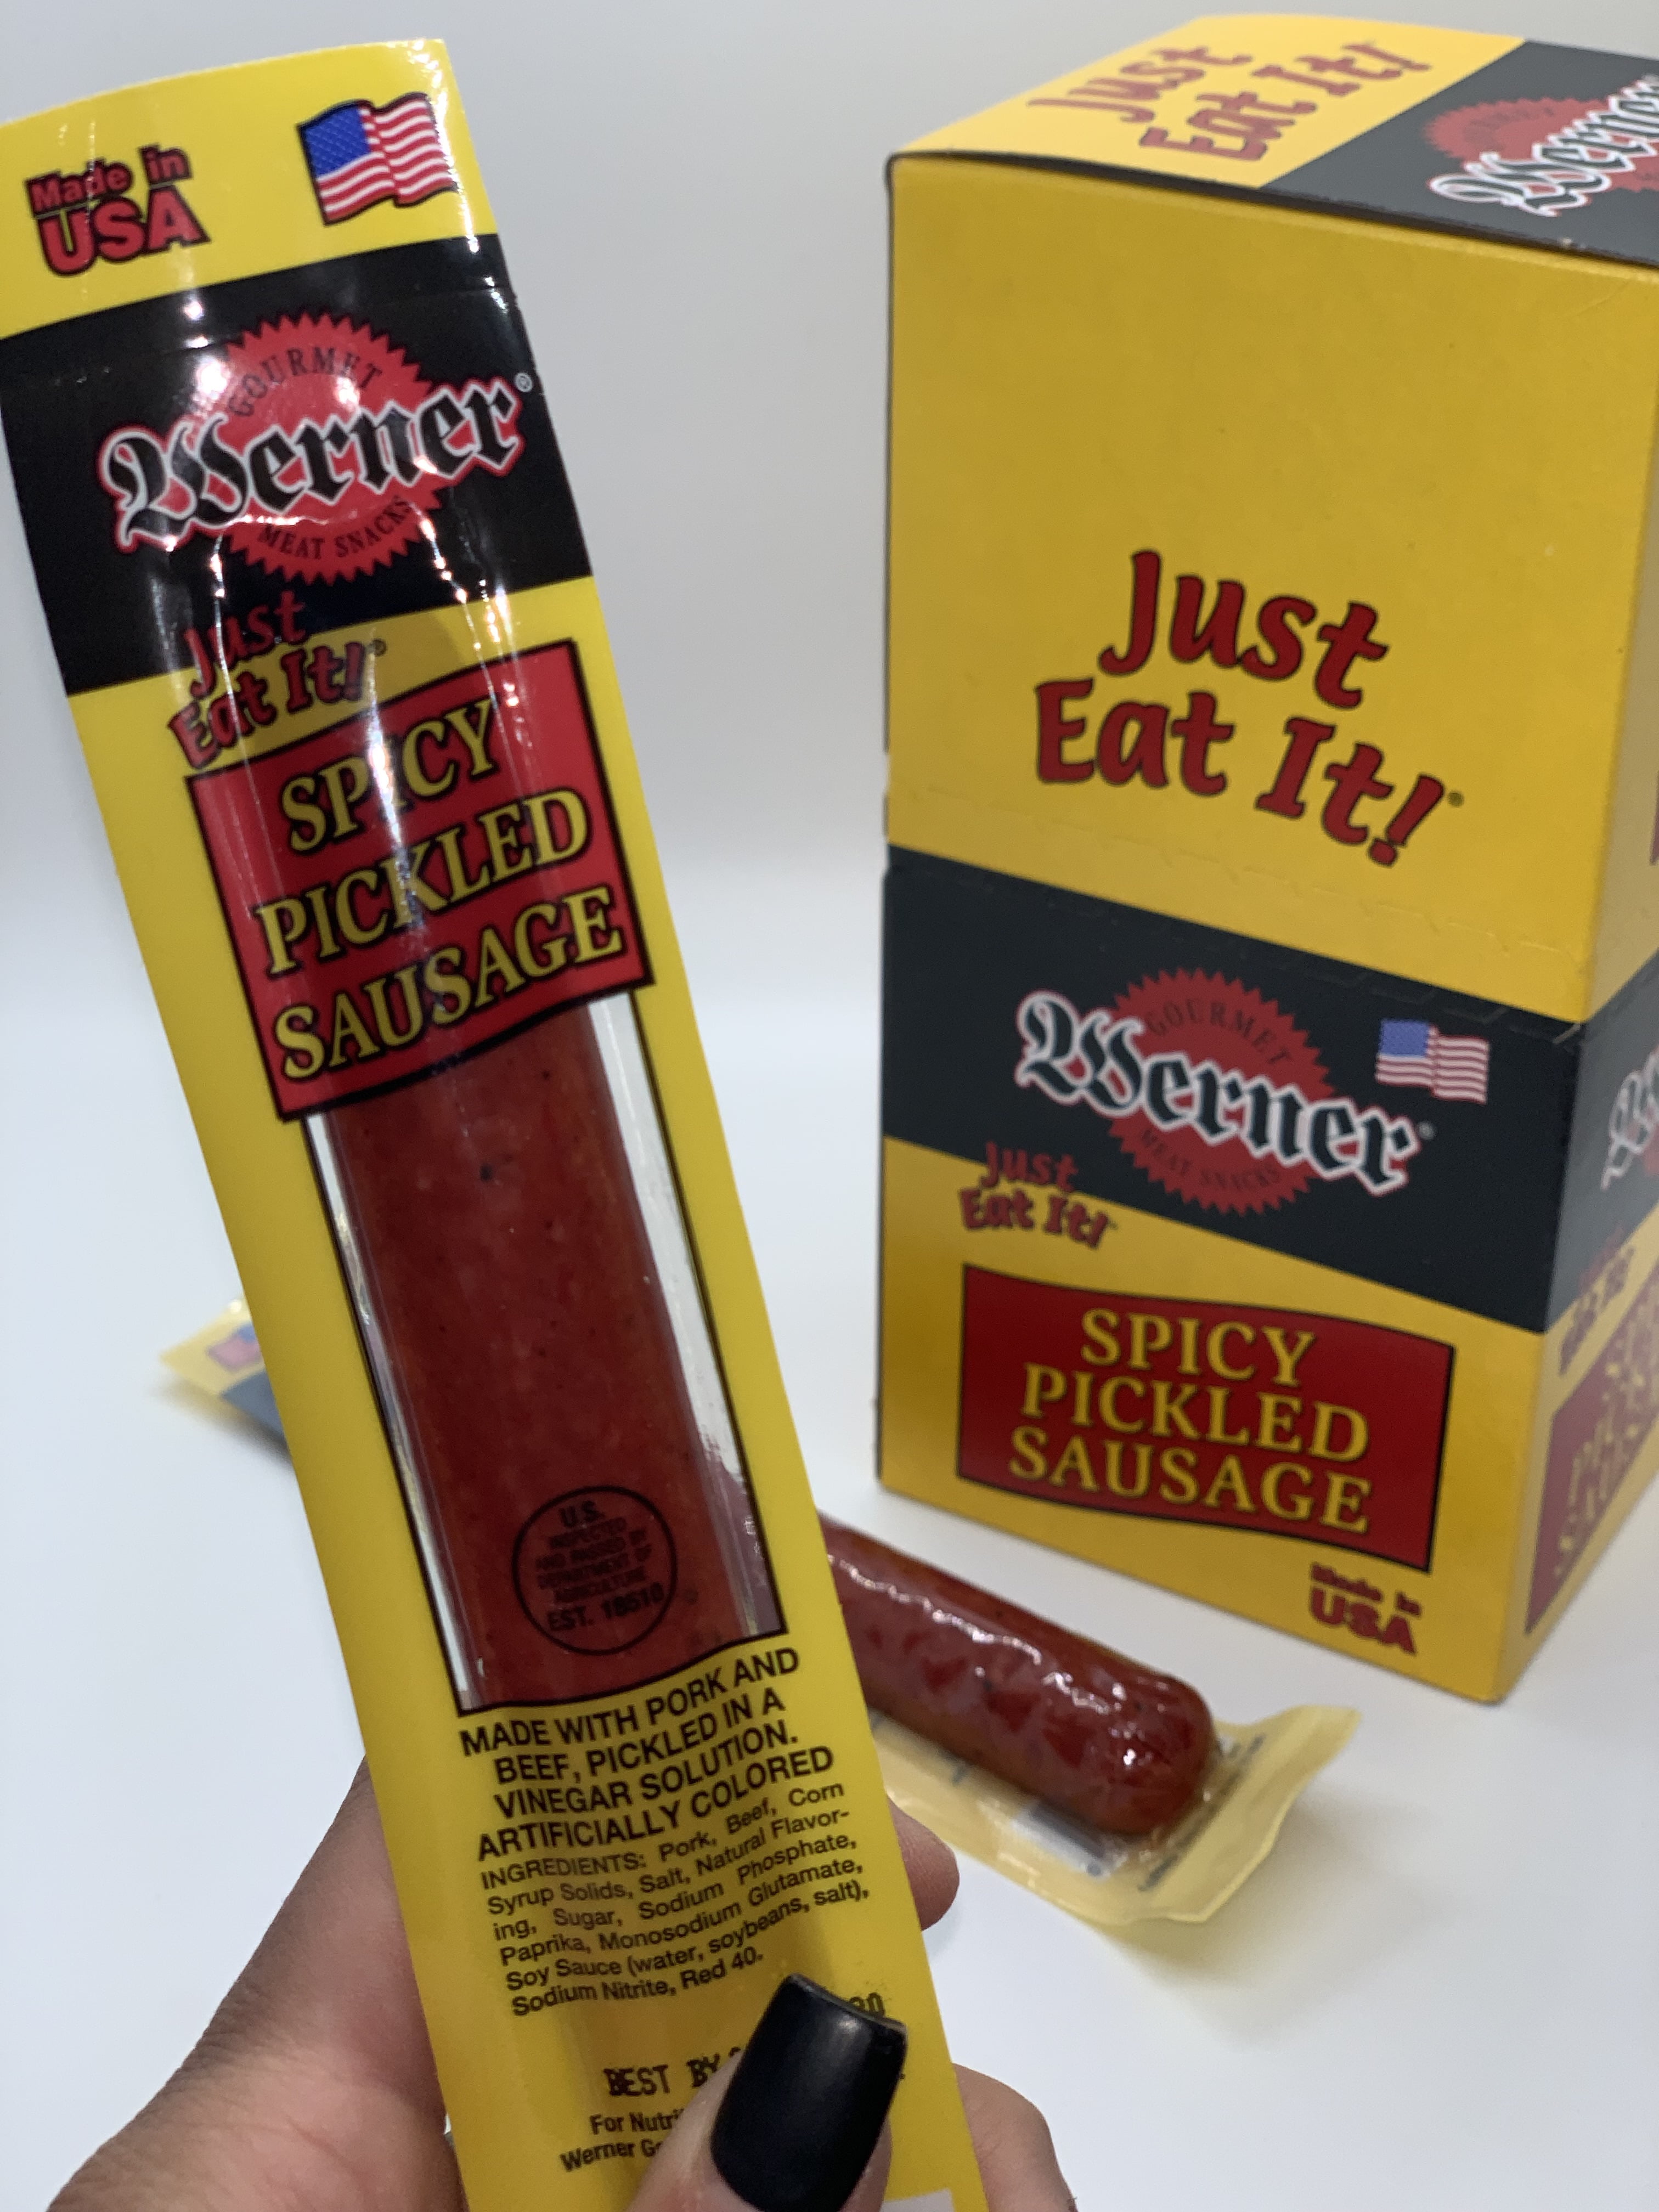 Made in
USA
GOURMET
Werner®
MEAT SNACKS
Just
Eat It!®
SPICY
PICKLED
SAUSAGE
U.S.
INSPECTED
AND PASSED BY
DEPARTMENT OF
AGRICULTURE
EST. 18510
MADE WITH PORK AND
BEEF, PICKLED IN A
VINEGAR SOLUTION.
ARTIFICIALLY COLORED
INGREDIENTS: Pork, Beef, Corn
Syrup Solids, Salt, Natural Flavor-
ing, Sugar, Sodium Phosphate,
Paprika, Monosodium Glutamate,
Soy Sauce (water, soybeans, salt),
Sodium Nitrite, Red 40.
BEST BY
For
Werner
Just
Eat It!
Werner
Just
Eat It!®
GOURMET
Werner®
MEAT SNACKS
Just
Eat It!
SPICY
PICKLED
SAUSAGE
Made in
USA